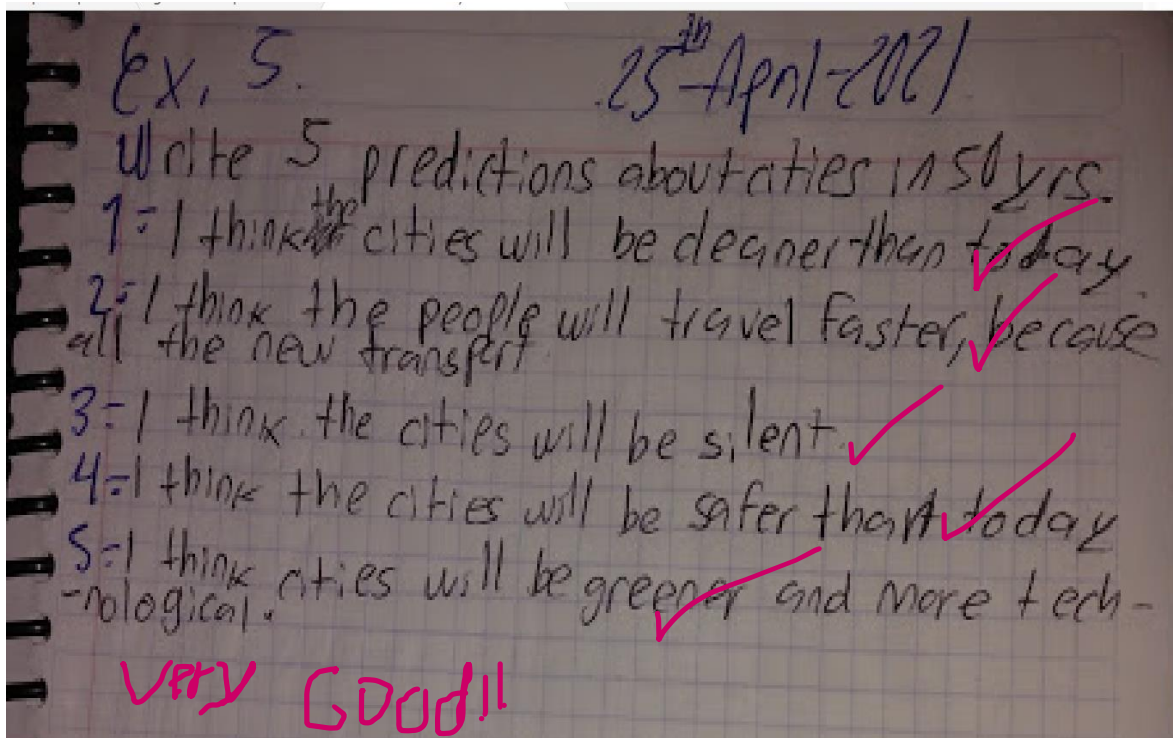 Ex. 5.
25th-April-2021
Write 5 predictions about cities in 50 yrs.
1=I think the cities will be cleaner than today.
2=I think the people will travel faster, because
all the new transport
3=I think the cities will be silent.
4=I think the cities will be safer than today
5=I think cities will be greener and more tech-
-nological.
Very Good!!